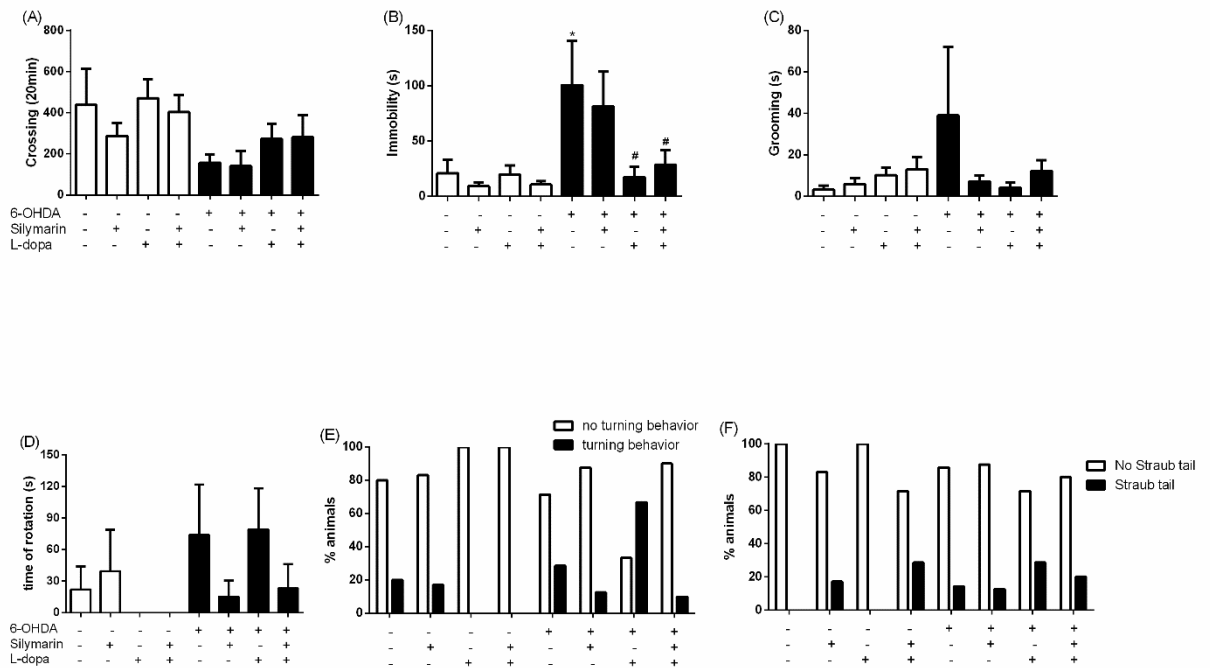 (A)
Crossing (20min)
800
600
400
200
0
6-OHDA - - - - + + + +
Silymarin - + - + - + - +
L-dopa - - + + - - + +
(B)
Immobility (s)
150
100
50
0
*
#
#
- - - - + + + +
- + - + - + - +
- - + + - - + +
(C)
Grooming (s)
80
60
40
20
0
- - - - + + + +
- + - + - + - +
- - + + - - + +
(D)
time of rotation (s)
150
120
90
60
30
0
6-OHDA - - - - + + + +
Silymarin - + - + - + - +
L-dopa - - + + - - + +
(E)
no turning behavior
turning behavior
% animals
100
80
60
40
20
0
- - - - + + + +
- + - + - + - +
- - + + - - + +
(F)
No Straub tail
Straub tail
% animals
100
80
60
40
20
0
- - - - + + + +
- + - + - + - +
- - + + - - + +